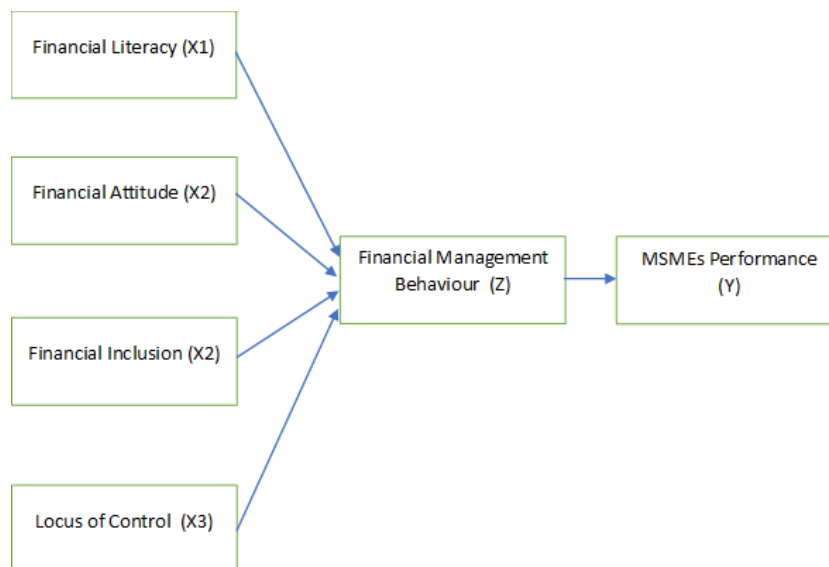 Financial Literacy (X1)
Financial Attitude (X2)
Financial Inclusion (X2)
Locus of Control (X3)
Financial Management
Behaviour (Z)
MSMEs Performance
(Y)